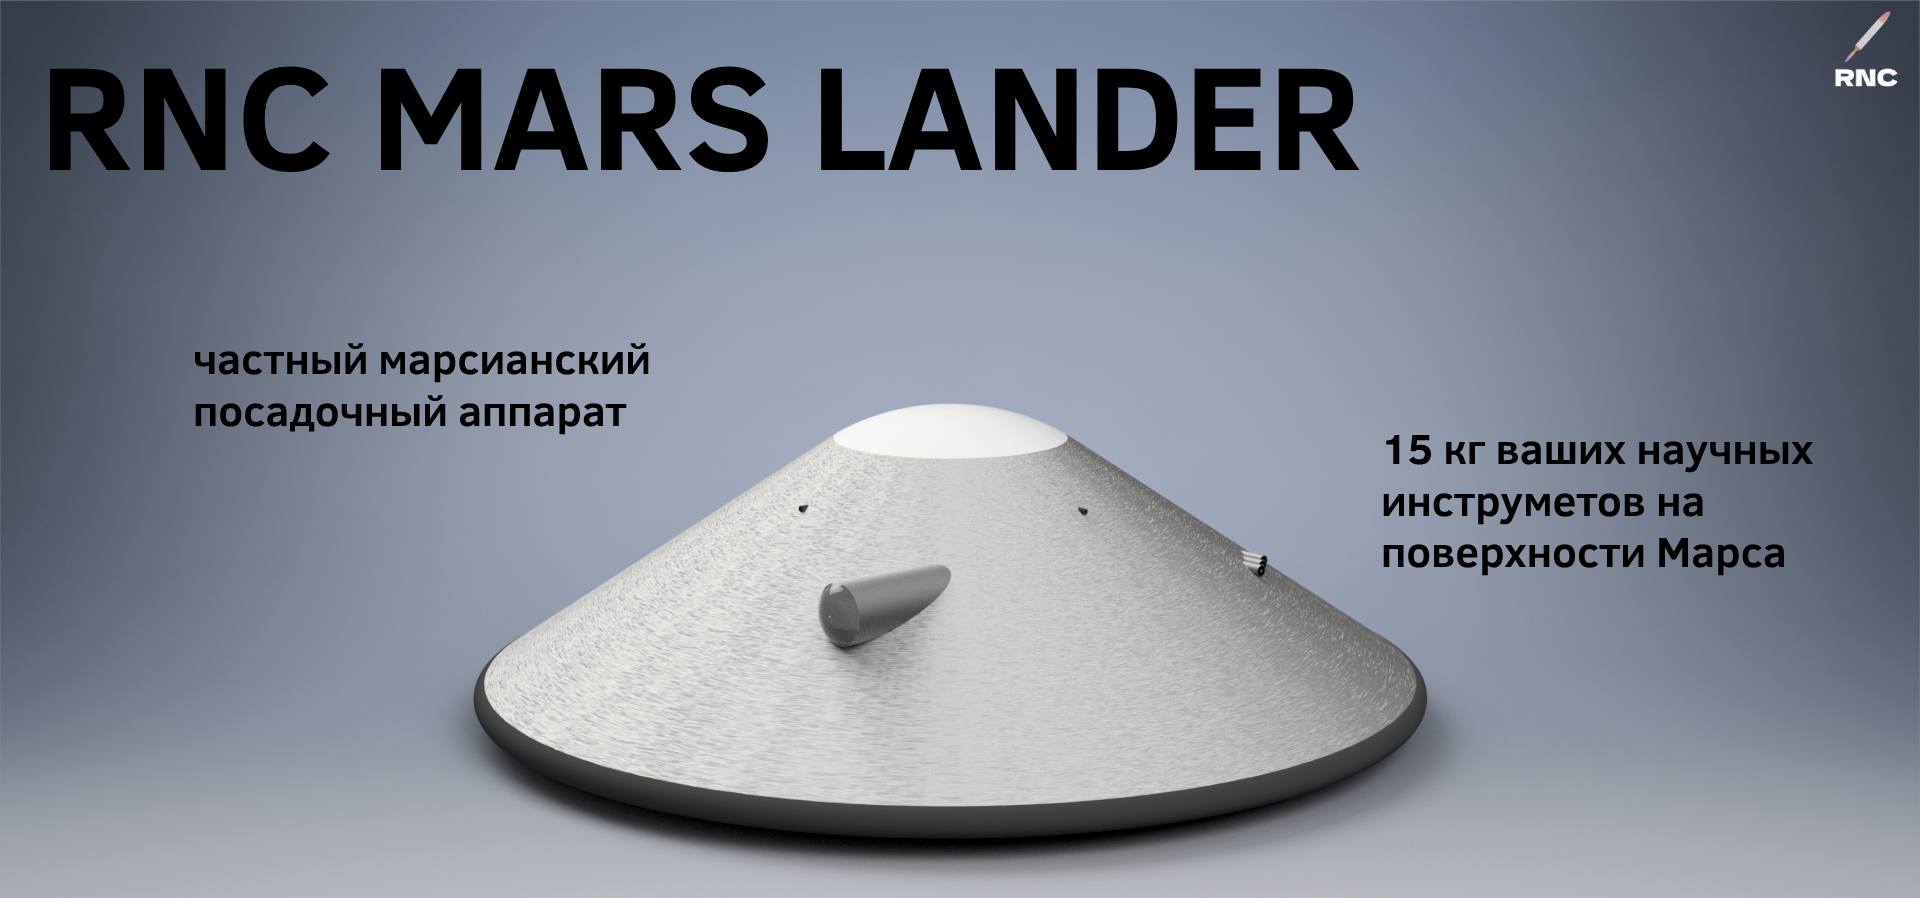 RNC MARS LANDER
RNC
частный марсианский
посадочный аппарат
15 кг ваших научных
инструметов на
поверхности Марса